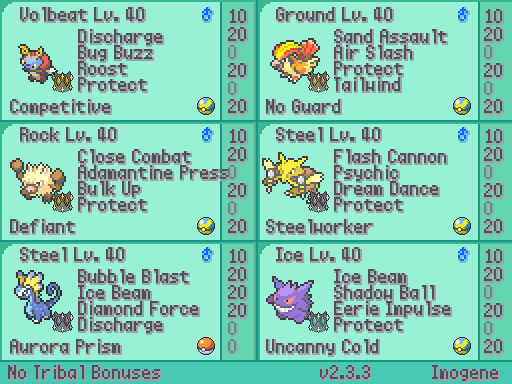 Volbeat Lv. 40
Discharge
Bug Buzz
Roost
Protect
Competitive
10
20
0
20
0
20
Ground Lv. 40
Sand Assault
Air Slash
Protect
Tailwind
No Guard
10
20
0
20
0
20
Rock Lv. 40
Close Combat
Adamantine Press
Bulk Up
Protect
Defiant
10
20
0
20
0
20
Steel Lv. 40
Flash Cannon
Psychic
Dream Dance
Protect
Steelworker
10
20
0
20
0
20
Steel Lv. 40
Bubble Blast
Ice Beam
Diamond Force
Discharge
Aurora Prism
10
20
20
20
0
0
Ice Lv. 40
Ice Beam
Shadow Ball
Eerie Impulse
Protect
Uncanny Cold
10
20
0
20
0
20
No Tribal Bonuses
v2.3.3
Imogene